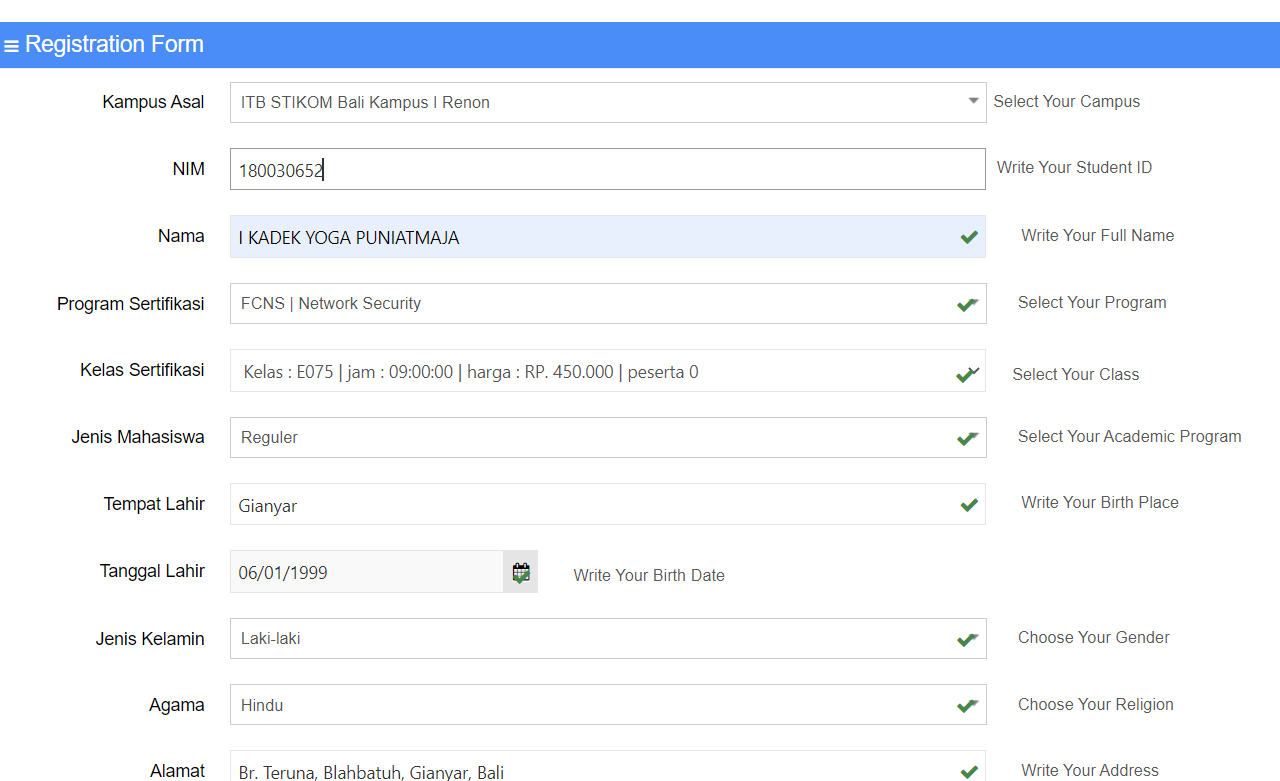 Registration Form
Kampus Asal ITB STIKOM Bali Kampus I Renon Select Your Campus
NIM 180030652 Write Your Student ID
Nama I KADEK YOGA PUNIATMAJA Write Your Full Name
Program Sertifikasi FCNS | Network Security Select Your Program
Kelas Sertifikasi Kelas : E075 | jam : 09:00:00 | harga : RP. 450.000 | peserta 0 Select Your Class
Jenis Mahasiswa Reguler Select Your Academic Program
Tempat Lahir Gianyar Write Your Birth Place
Tanggal Lahir 06/01/1999 Write Your Birth Date
Jenis Kelamin Laki-laki Choose Your Gender
Agama Hindu Choose Your Religion
Alamat Br. Teruna, Blahbatuh, Gianyar, Bali Write Your Address